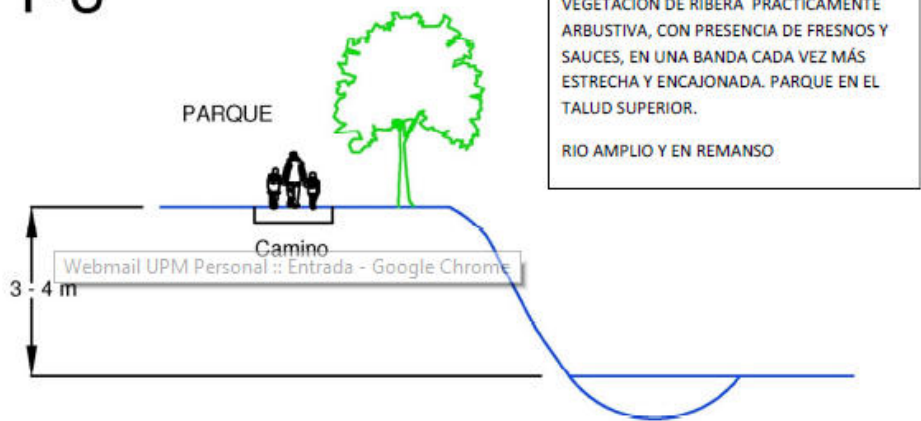 VEGETACION DE RIBERA PRACTICAMENTE
ARBUSTIVA, CON PRESENCIA DE FRESNOS Y
SAUCES, EN UNA BANDA CADA VEZ MÁS
ESTRECHA Y ENCAJONADA. PARQUE EN EL
TALUD SUPERIOR.
RIO AMPLIO Y EN REMANSO
PARQUE
Camino
Webmail UPM Personal :: Entrada - Google Chrome
3 - 4 m